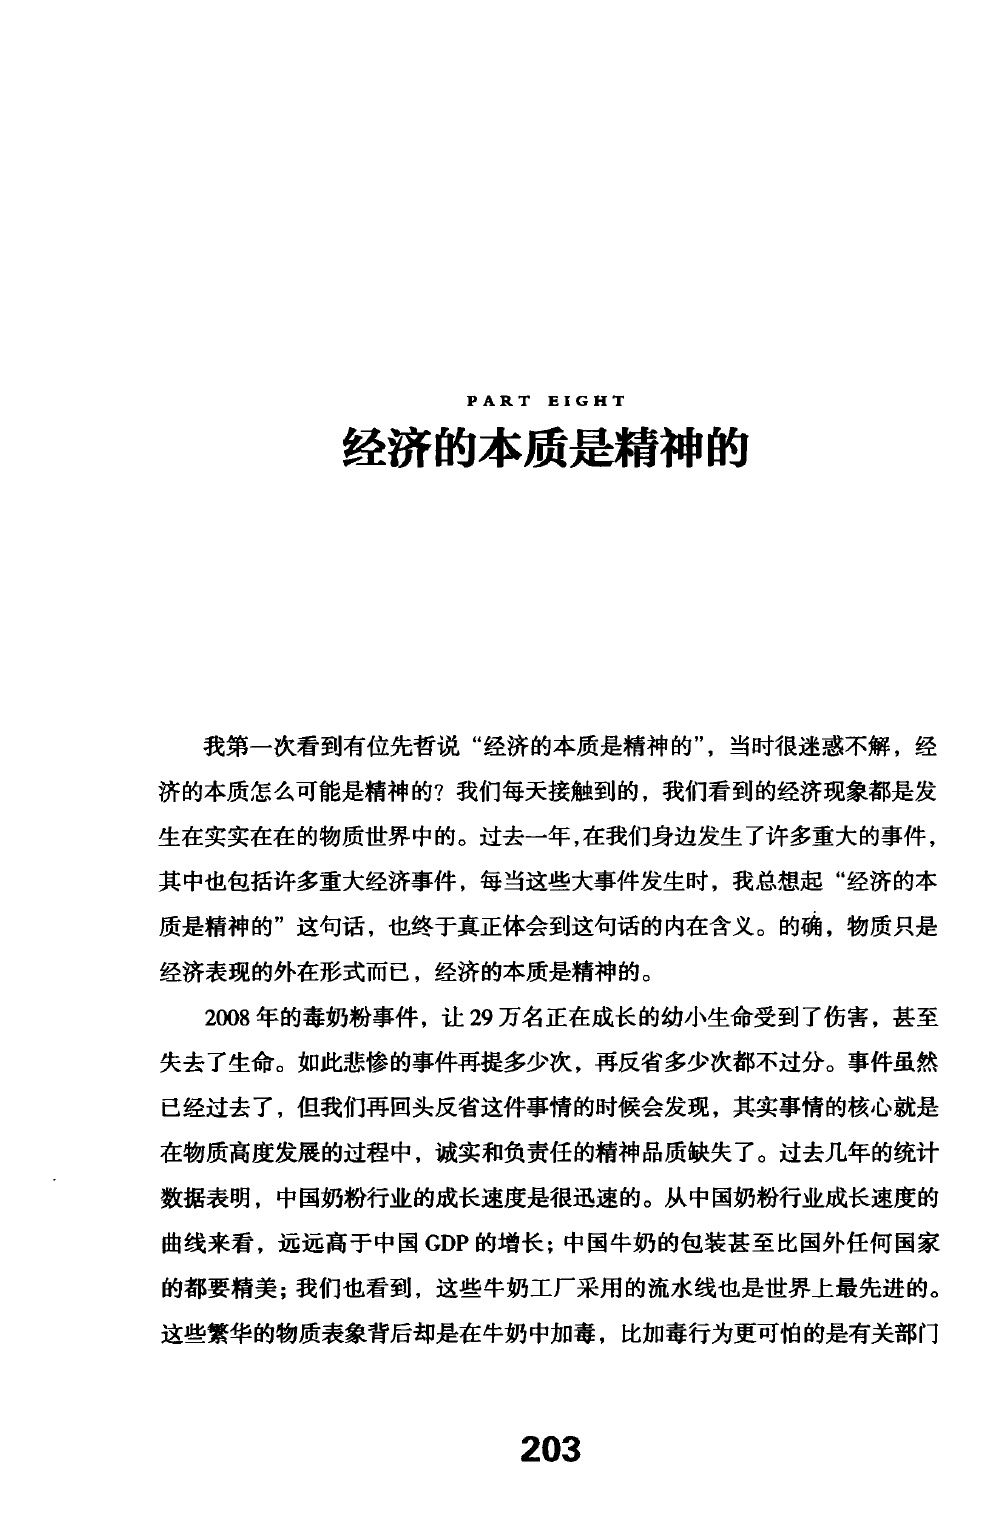 PART EIGHT
经济的本质是精神的
我第一次看到有位先哲说“经济的本质是精神的”，当时很迷惑不解，经
济的本质怎么可能是精神的？我们每天接触到的，我们看到的经济现象都是发
生在实实在在的物质世界中的。过去一年，在我们身边发生了许多重大的事件，
其中也包括许多重大经济事件，每当这些大事件发生时，我总想起“经济的本
质是精神的”这句话，也终于真正体会到这句话的内在含义。的确，物质只是
经济表现的外在形式而已，经济的本质是精神的。
2008 年的毒奶粉事件，让 29 万名正在成长的幼小生命受到了伤害，甚至
失去了生命。如此悲惨的事件再提多少次，再反省多少次都不过分。事件虽然
已经过去了，但我们再回头反省这件事情的时候会发现，其实事情的核心就是
在物质高度发展的过程中，诚实和负责任的精神品质缺失了。过去几年的统计
数据表明，中国奶粉行业的成长速度是很迅速的。从中国奶粉行业成长速度的
曲线来看，远远高于中国 GDP 的增长；中国牛奶的包装甚至比国外任何国家
的都要精美；我们也看到，这些牛奶工厂采用的流水线也是世界上最先进的。
这些繁华的物质表象背后却是在牛奶中加毒，比加毒行为更可怕的是有关部门
203